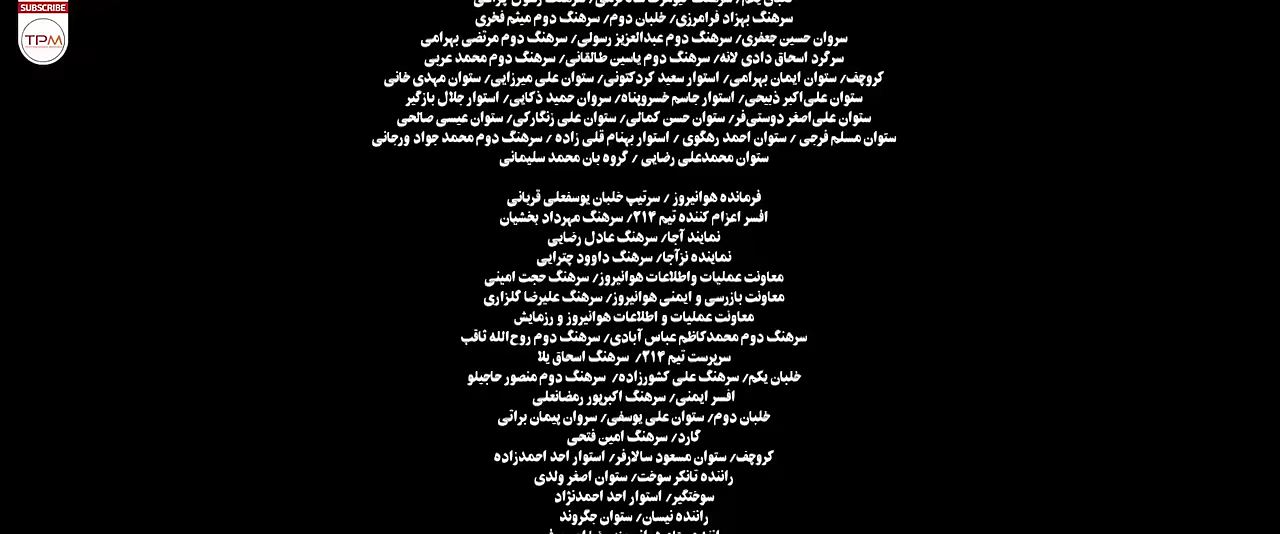 SUBSCRIBE
TPM
سرهنگ بهزاد فرامرزی/ خلبان دوم/ سرهنگ دوم میثم فخری
سروان حسین جعفری/ سرهنگ دوم عبدالعزیز رسولی/ سرهنگ دوم مرتضی بهرامی
سرگرد اسحاق دادی لانه/ سرهنگ دوم یاسین طالقانی/ سرهنگ دوم محمد عربی
کروچف/ ستوان ایمان بهرامی/ استوار سعید کردکتونی/ ستوان علی میرزایی/ ستوان مهدی خانی
ستوان علی‌اکبر ذبیحی/ استوار جاسم خسروپناه/ سروان حمید ذکایی/ استوار جلال بازگیر
ستوان علی‌اصغر دوستی‌فر/ ستوان حسن کمالی/ ستوان علی زنگارکی/ ستوان عیسی صالحی
ستوان مسلم فرجی / ستوان احمد رهگوی / استوار بهنام قلی زاده / سرهنگ دوم محمد جواد ورجانی
ستوان محمدعلی رضایی / گروه بان محمد سلیمانی
فرمانده هوانیروز / سرتیپ خلبان یوسفعلی قربانی
افسر اعزام کننده تیم ۲۱۴/ سرهنگ مهرداد بخشیان
نمایند آجا/ سرهنگ عادل رضایی
نماینده نزآجا/ سرهنگ داوود چترایی
معاونت عملیات واطلاعات هوانیروز/ سرهنگ حجت امینی
معاونت بازرسی و ایمنی هوانیروز/ سرهنگ علیرضا گلزاری
معاونت عملیات و اطلاعات هوانیروز و رزمایش
سرهنگ دوم محمدکاظم عباس آبادی/ سرهنگ دوم روح‌الله ثاقب
سرپرست تیم ۲۱۴/ سرهنگ اسحاق یلا
خلبان یکم/ سرهنگ علی کشورزاده/ سرهنگ دوم منصور حاجیلو
افسر ایمنی/ سرهنگ اکبرپور رمضانعلی
خلبان دوم/ ستوان علی یوسفی/ سروان پیمان براتی
گارد/ سرهنگ امین فتحی
کروچف/ ستوان مسعود سالارفر/ استوار احد احمدزاده
راننده تانکر سوخت/ ستوان اصغر ولدی
سوختگیر/ استوار احد احمدنژاد
راننده نیسان/ ستوان جگروند